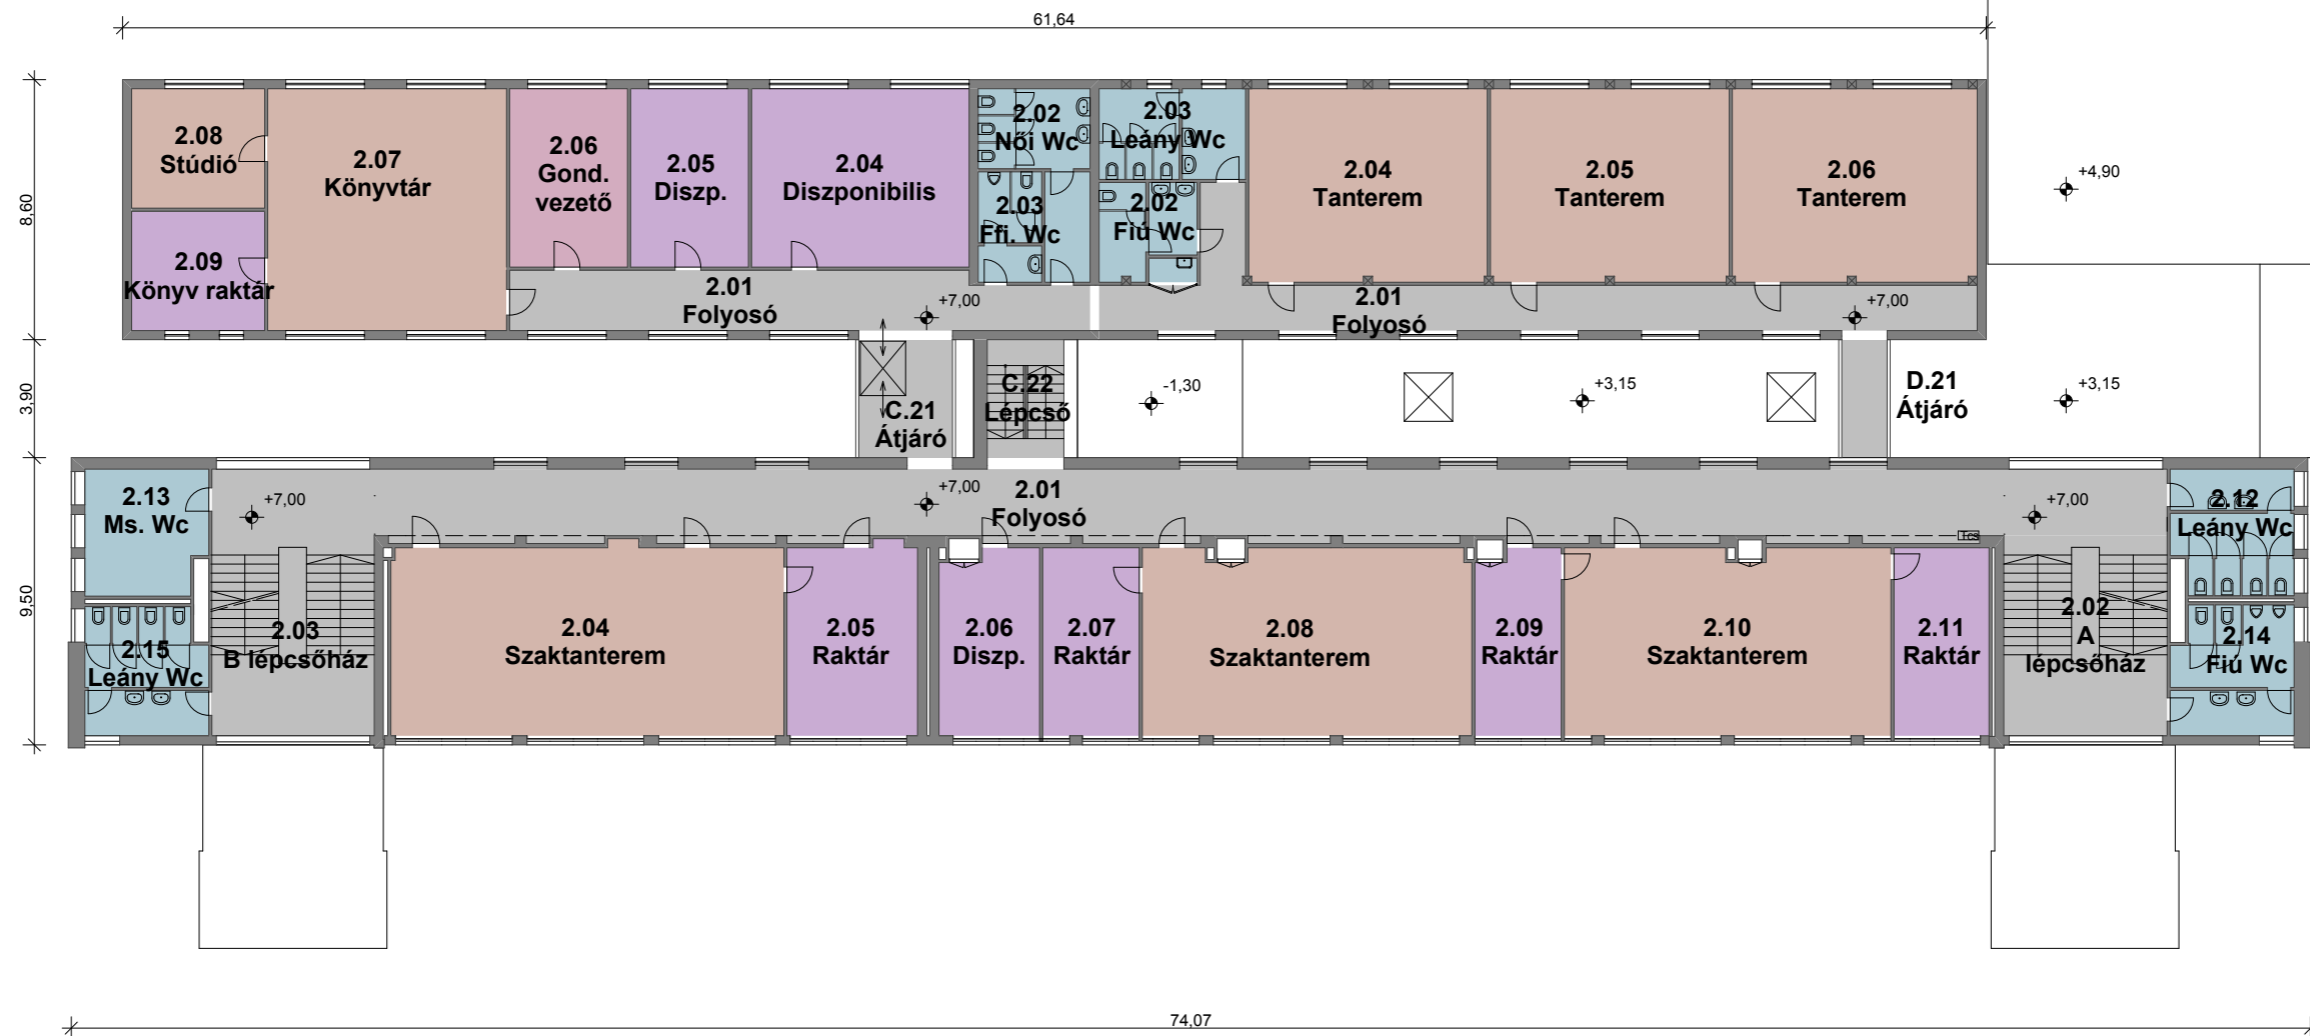 61,64
8,60
3,90
9,50
2.08
Stúdió
2.09
Könyv raktár
2.07
Könyvtár
2.06
Gond.
vezető
2.05
Diszp.
2.04
Diszponibilis
2.02
Női Wc
2.03
Ffi. Wc
2.03
Leány Wc
2.02
Fiú Wc
2.04
Tanterem
2.05
Tanterem
2.06
Tanterem
+4,90
2.01
Folyosó
+7,00
2.01
Folyosó
+7,00
C.21
Átjáró
C.22
Lépcső
-1,30
+3,15
D.21
Átjáró
+3,15
2.13
Ms. Wc
+7,00
+7,00
2.01
Folyosó
+7,00
2.12
Leány Wc
Tcs
2.15
Leány Wc
2.03
B lépcsőház
2.04
Szaktanterem
2.05
Raktár
2.06
Diszp.
2.07
Raktár
2.08
Szaktanterem
2.09
Raktár
2.10
Szaktanterem
2.11
Raktár
2.02
A
lépcsőház
2.14
Fiú Wc
74,07